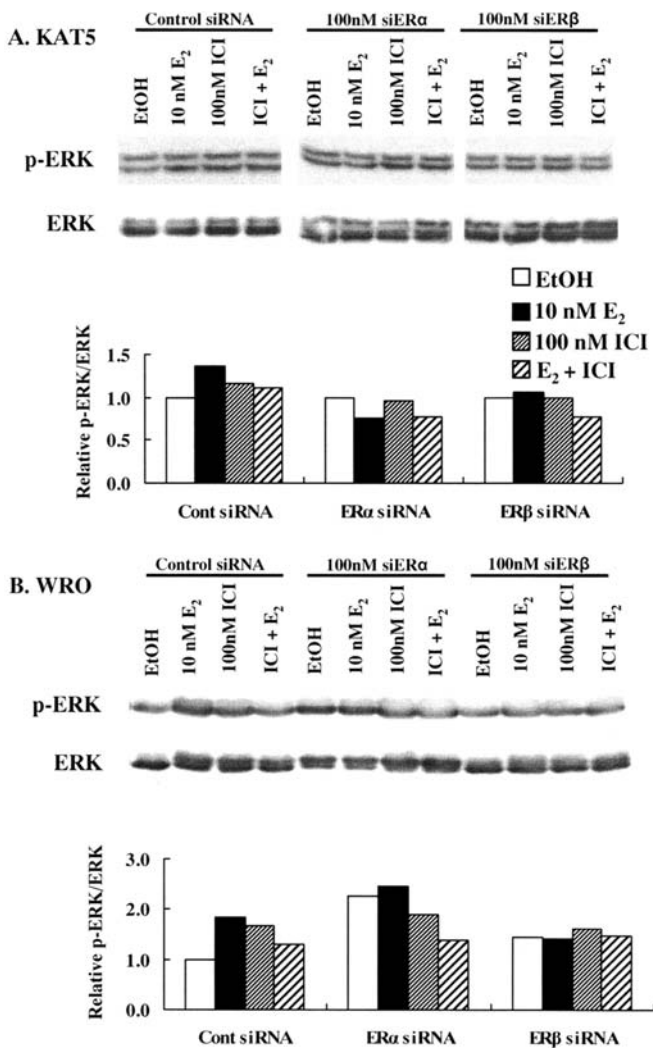 A. KAT5
Control siRNA 100nM siERα 100nM siERβ
EtOH 10 nM E₂ 100nM ICI ICI + E₂ EtOH 10 nM E₂ 100nM ICI ICI + E₂ EtOH 10 nM E₂ 100nM ICI ICI + E₂
p-ERK
ERK
EtOH
10 nM E₂
100 nM ICI
E₂ + ICI
Relative p-ERK/ERK
1.5
1.0
0.5
0.0
Cont siRNA ERα siRNA ERβ siRNA
B. WRO
Control siRNA 100nM siERα 100nM siERβ
EtOH 10 nM E₂ 100nM ICI ICI + E₂ EtOH 10 nM E₂ 100nM ICI ICI + E₂ EtOH 10 nM E₂ 100nM ICI ICI + E₂
p-ERK
ERK
Relative p-ERK/ERK
3.0
2.0
1.0
0.0
Cont siRNA ERα siRNA ERβ siRNA